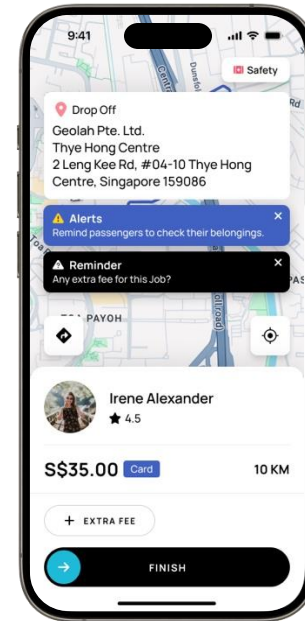 9:41
Safety
Drop Off
Geolah Pte. Ltd.
Thye Hong Centre
2 Leng Kee Rd, #04-10 Thye Hong
Centre, Singapore 159086
Alerts
Remind passengers to check their belongings.
Reminder
Any extra fee for this Job?
TOA PAYOH
Irene Alexander
4.5
S$35.00 Card 10 KM
+ EXTRA FEE
FINISH